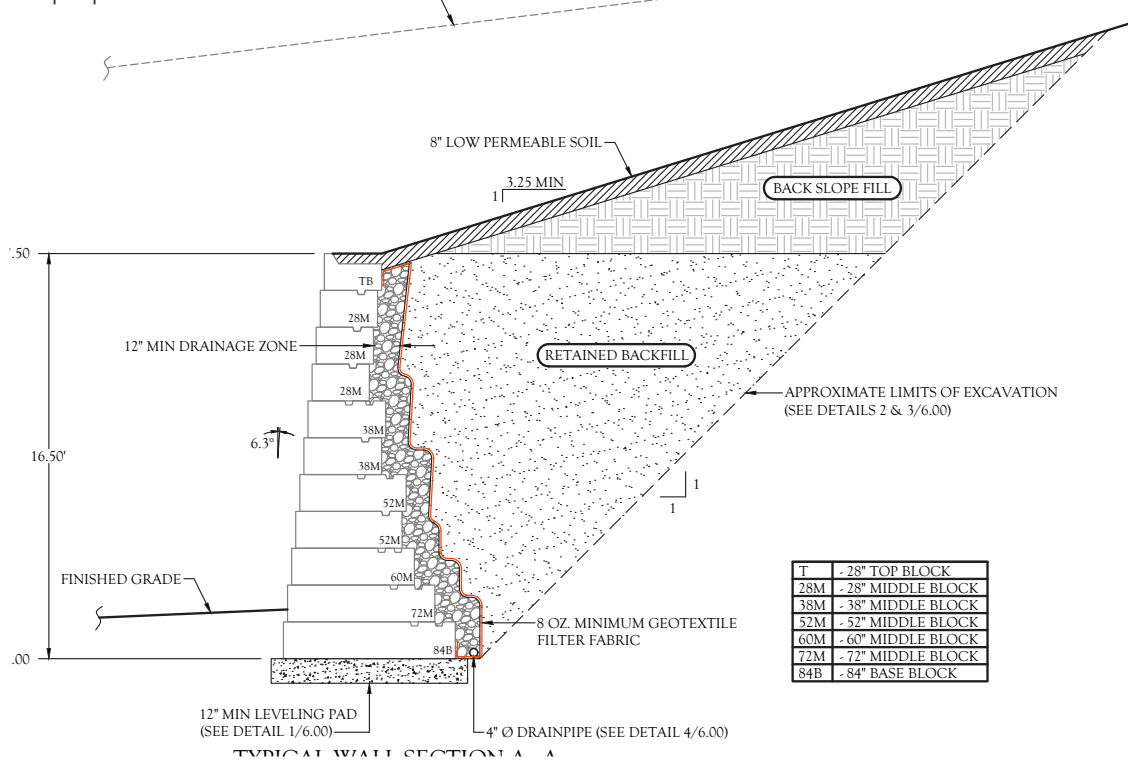 8" LOW PERMEABLE SOIL
3.25 MIN
1
BACK SLOPE FILL
.50
TB
28M
12" MIN DRAINAGE ZONE
28M
RETAINED BACKFILL
28M
APPROXIMATE LIMITS OF EXCAVATION
(SEE DETAILS 2 & 3/6.00)
38M
6.3°
16.50'
38M
1
1
52M
52M
60M
FINISHED GRADE
72M
8 OZ. MINIMUM GEOTEXTILE
FILTER FABRIC
84B
.00
T - 28" TOP BLOCK
28M - 28" MIDDLE BLOCK
38M - 38" MIDDLE BLOCK
52M - 52" MIDDLE BLOCK
60M - 60" MIDDLE BLOCK
72M - 72" MIDDLE BLOCK
84B - 84" BASE BLOCK
12" MIN LEVELING PAD
(SEE DETAIL 1/6.00)
4" Ø DRAINPIPE (SEE DETAIL 4/6.00)
TYPICAL WALL SECTION A-A